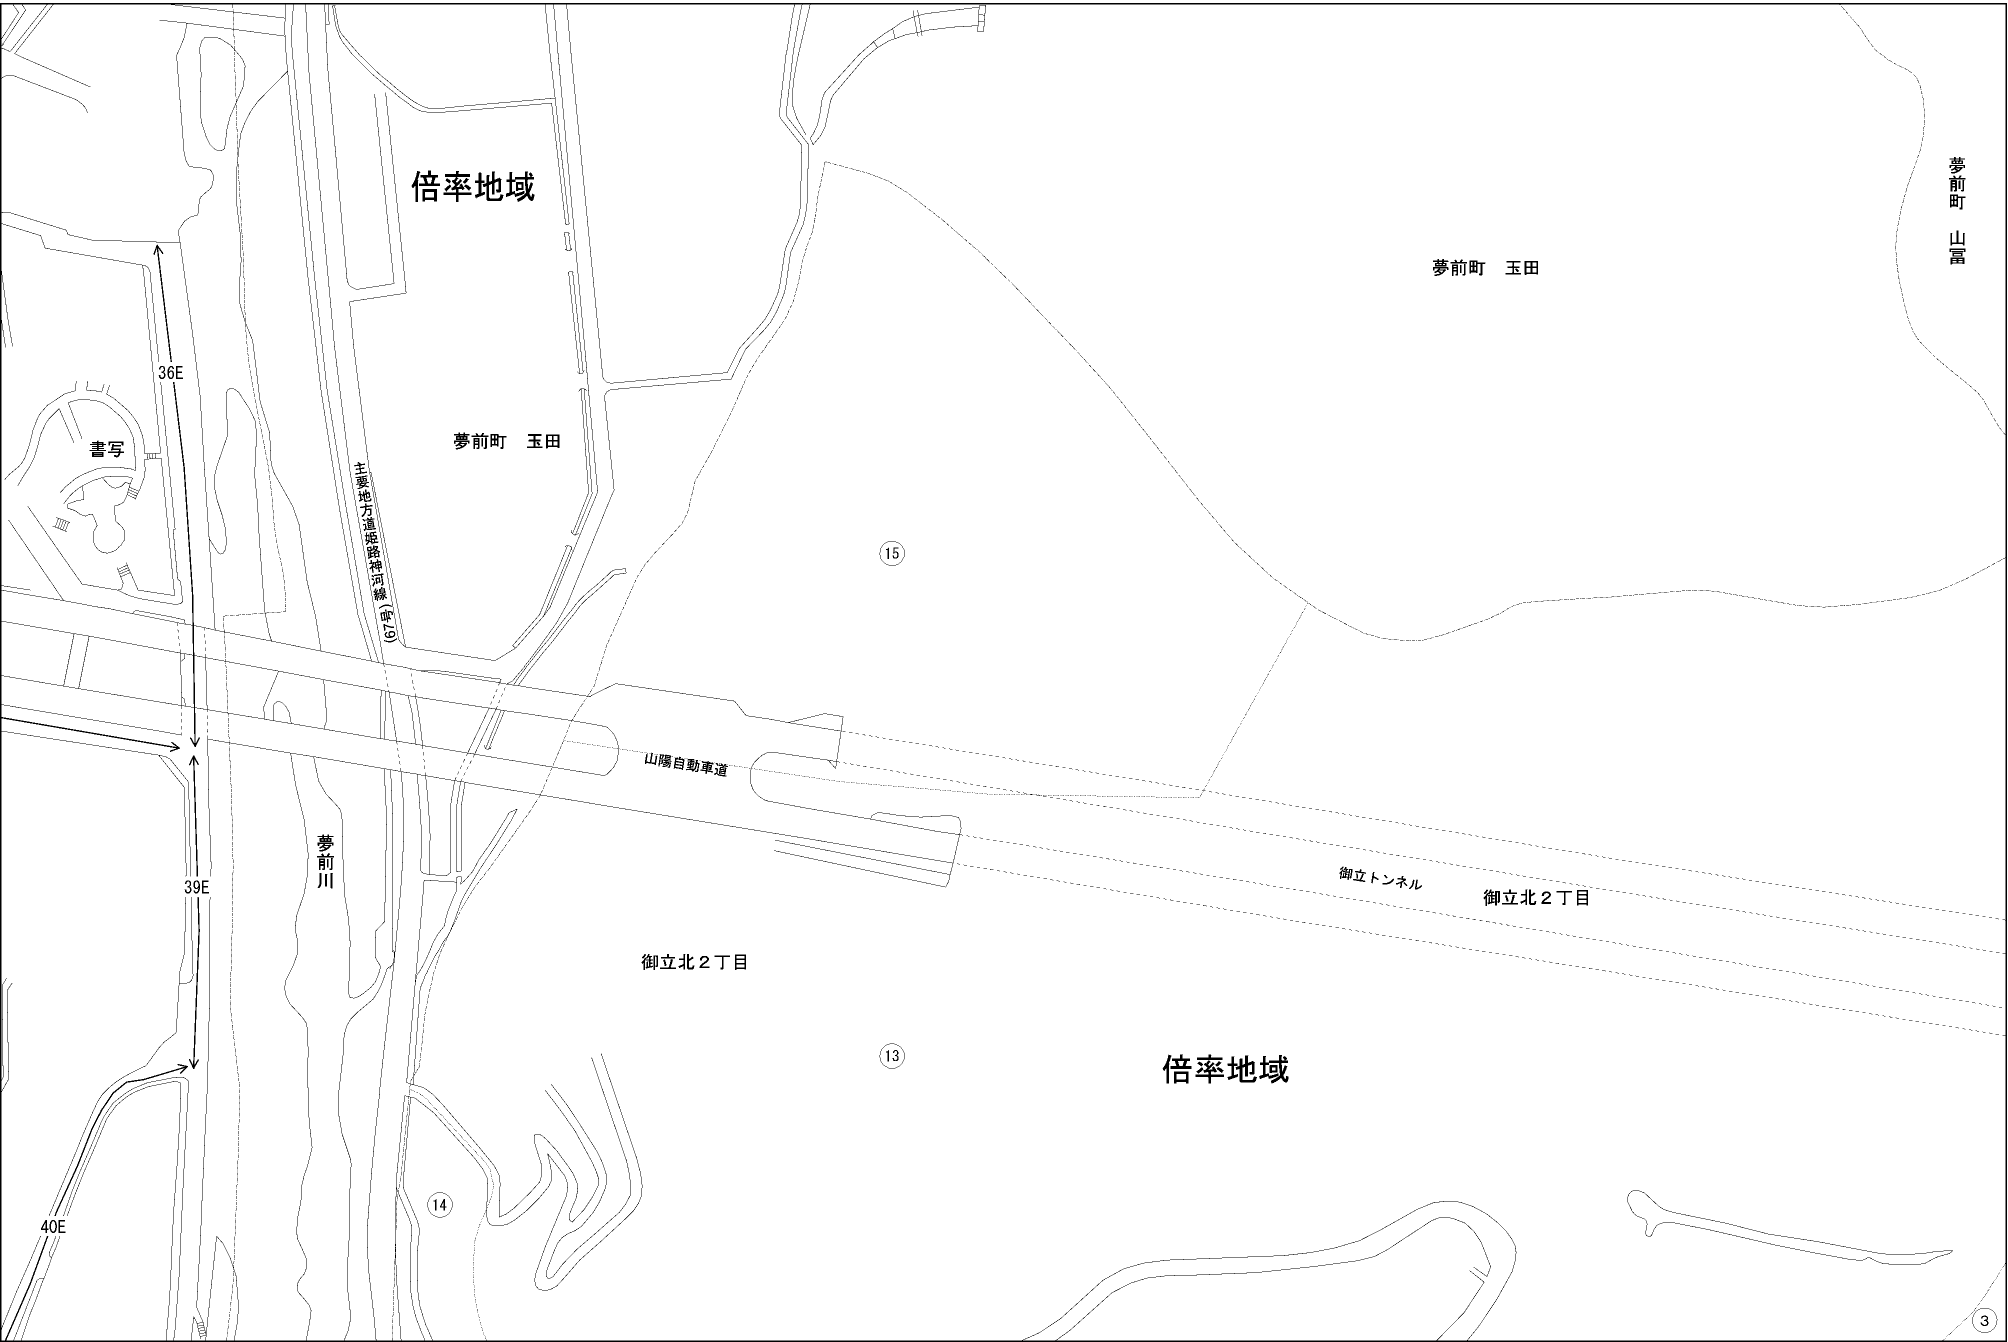 倍率地域
夢前町　山冨
夢前町　玉田
36E
書写
夢前町　玉田
主要地方道姫路神河線(号79)
15
山陽自動車道
夢前川
39E
御立トンネル
御立北２丁目
御立北２丁目
13
倍率地域
14
40E
3